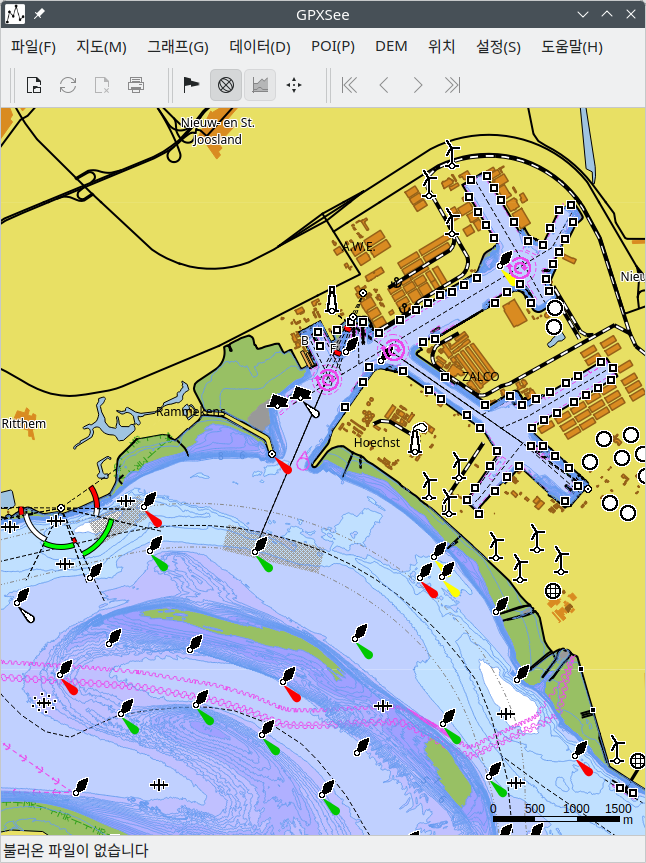 GPXSee
파일(F) 지도(M) 그래프(G) 데이터(D) POI(P) DEM 위치 설정(S) 도움말(H)
Nieuw- en St.
Joosland
A.W.E.
Nieu
B
F
ZALCO
Rammekens
Ritthem
Hoechst
0 500 1000 1500
m
불러온 파일이 없습니다